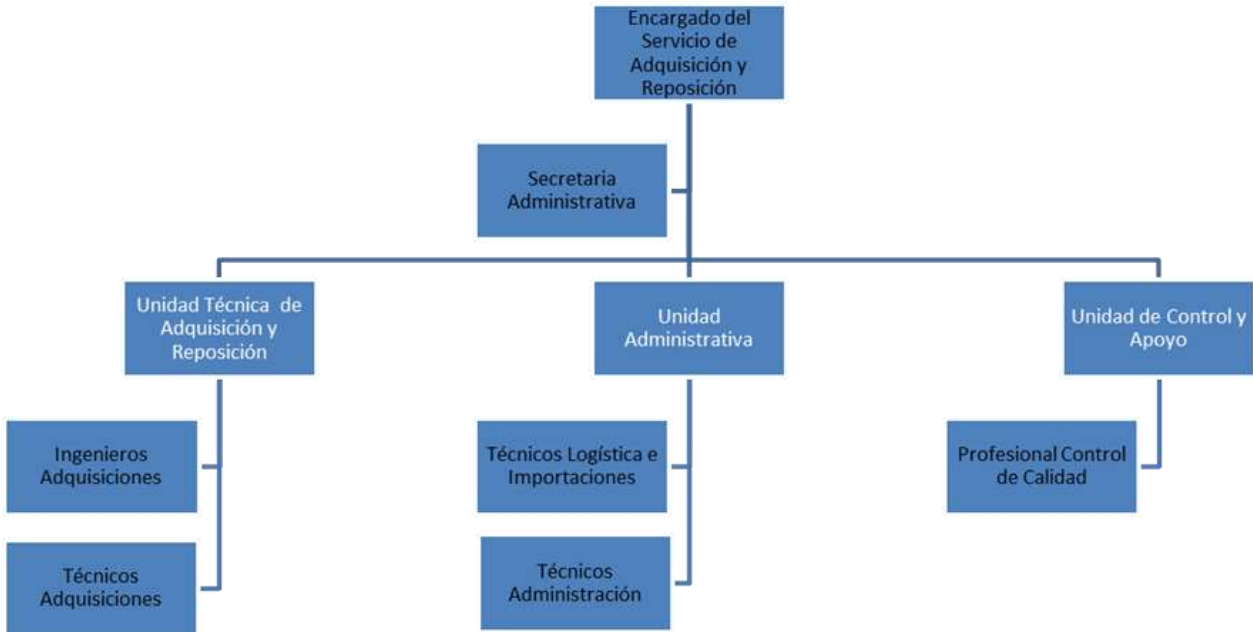 Encargado del
Servicio de
Adquisición y
Reposición
Secretaria
Administrativa
Unidad Técnica de
Adquisición y
Reposición
Unidad
Administrativa
Unidad de Control y
Apoyo
Ingenieros
Adquisiciones
Técnicos Logística e
Importaciones
Profesional Control
de Calidad
Técnicos
Adquisiciones
Técnicos
Administración